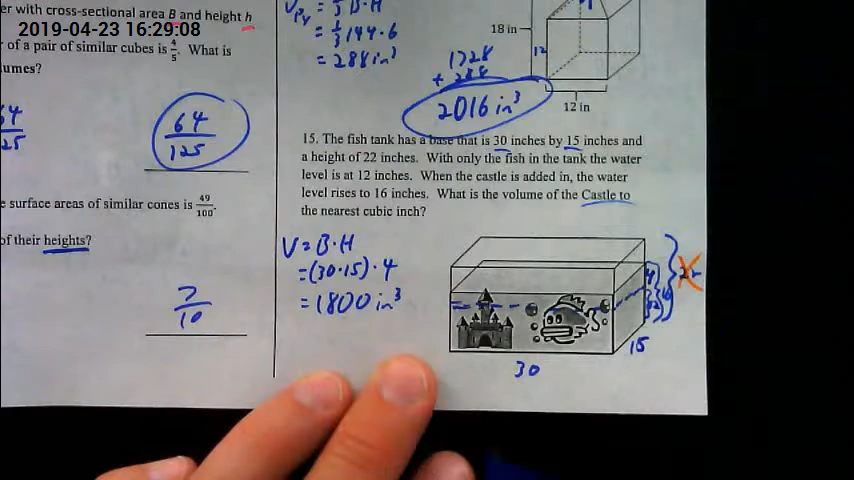 er with cross-sectional area B and height h
2019-04-23 16:29:08
of a pair of similar cubes is 4/5. What is
umes?
64
25
64
125
e surface areas of similar cones is 49/100.
of their heights?
7
10
= 1/3 144·6
= 288 in³
1728
+ 288
2016 in³
18 in
12
12 in
15. The fish tank has a base that is 30 inches by 15 inches and
a height of 22 inches. With only the fish in the tank the water
level is at 12 inches. When the castle is added in, the water
level rises to 16 inches. What is the volume of the Castle to
the nearest cubic inch?
V = B·H
= (30·15)·4
= 1800 in³
4
30
15